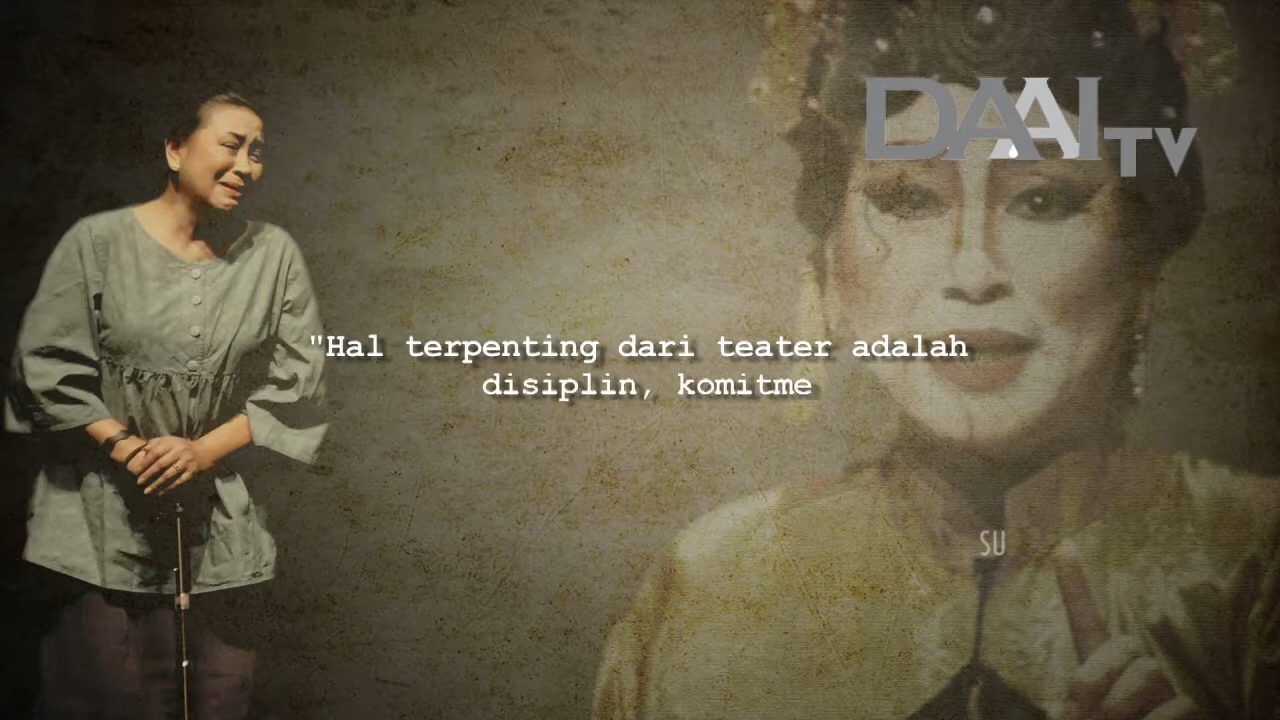 DAAI TV
"Hal terpenting dari teater adalah
disiplin, komitme
SU